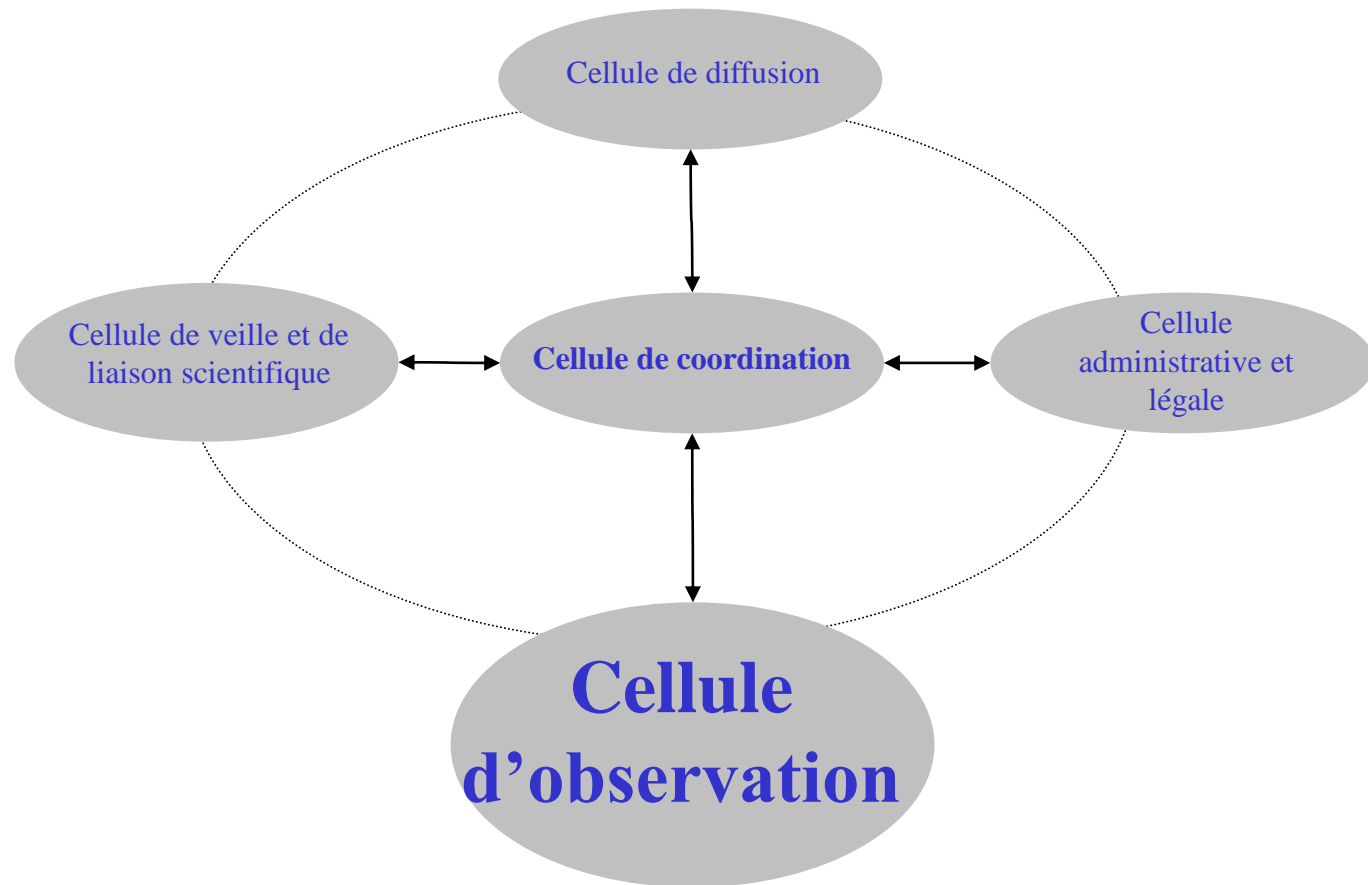 Cellule de diffusion
Cellule de veille et de
liaison scientifique
Cellule de coordination
Cellule
administrative et
légale
Cellule
d’observation